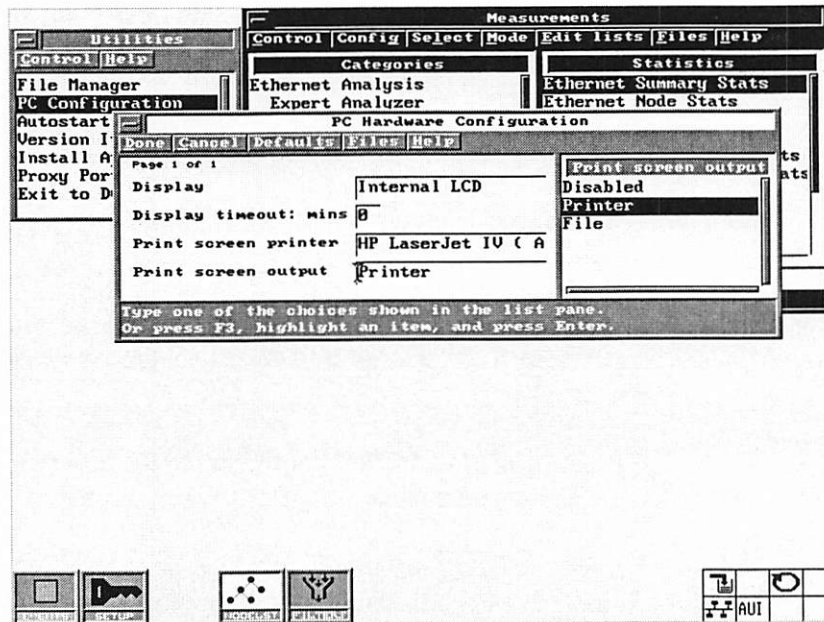 Measurements
Control Config Select Mode Edit lists Files Help
Categories
Statistics
Ethernet Analysis
Expert Analyzer
Ethernet Summary Stats
Ethernet Node Stats
Utilities
Control Help
File Manager
PC Configuration
Autostart
Version I
Install A
Proxy Por
Exit to D
PC Hardware Configuration
Done Cancel Defaults Files Help
Page 1 of 1
Display Internal LCD
Display timeout: mins 0
Print screen printer HP LaserJet IV ( A
Print screen output Printer
Print screen output
Disabled
Printer
File
Type one of the choices shown in the list pane.
Or press F3, highlight an item, and press Enter.
SETUP
NODELIST
FILTERS
AUI